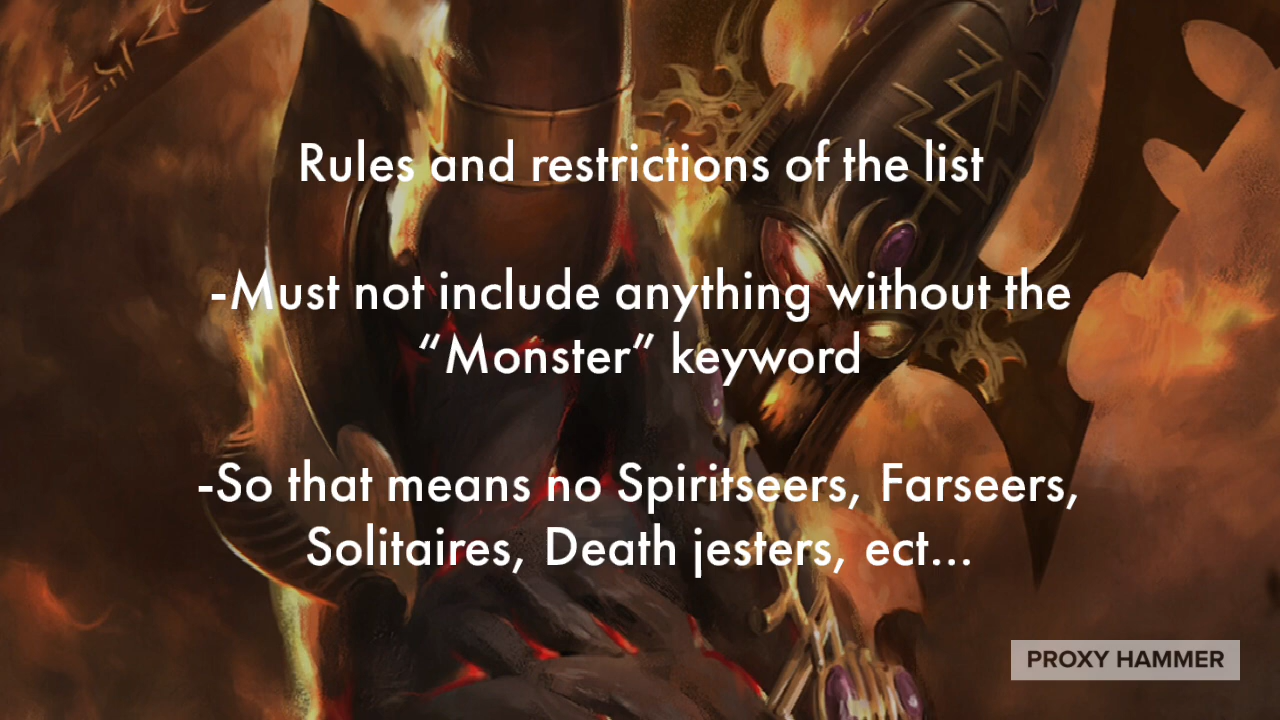 Rules and restrictions of the list
-Must not include anything without the
“Monster” keyword
-So that means no Spiritseers, Farseers,
Solitaires, Death jesters, ect...
PROXY HAMMER